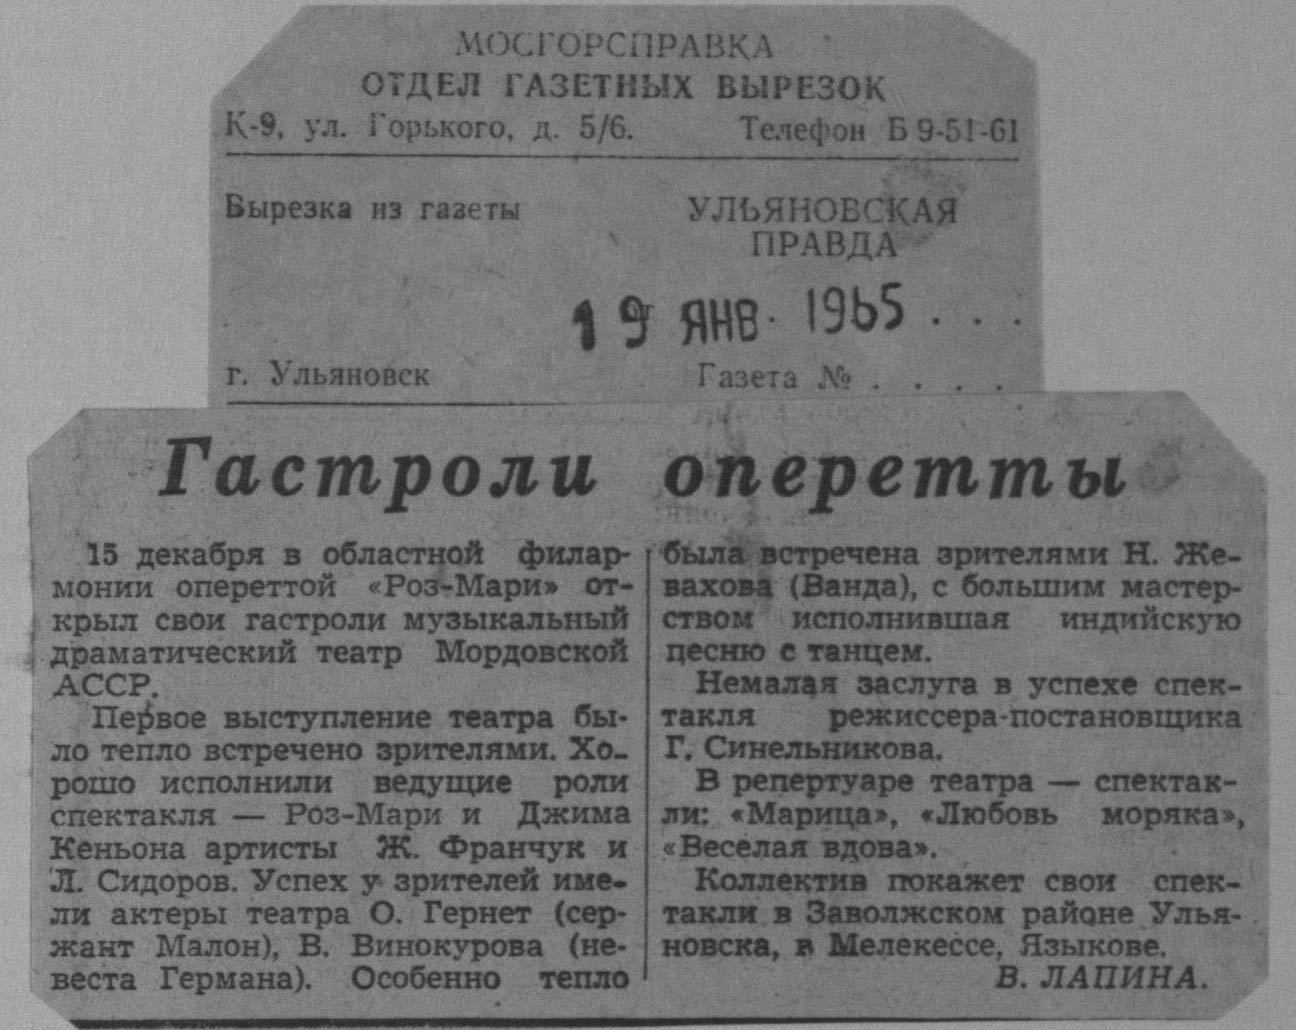 МОСГОРСПРАВКА
ОТДЕЛ ГАЗЕТНЫХ ВЫРЕЗОК
К-9, ул. Горького, д. 5/6. Телефон Б 9-51-61
Вырезка из газеты
УЛЬЯНОВСКАЯ
ПРАВДА
19 ЯНВ. 1965 . . .
г. Ульяновск Газета № . . . .
Гастроли оперетты
15 декабря в областной филар-
монии опереттой «Роз-Мари» от-
крыл свои гастроли музыкальный
драматический театр Мордовской
АССР.
Первое выступление театра бы-
ло тепло встречено зрителями. Хо-
рошо исполнили ведущие роли
спектакля — Роз-Мари и Джима
Кеньона артисты Ж. Франчук и
Л. Сидоров. Успех у зрителей име-
ли актеры театра О. Гернет (сер-
жант Малон), В. Винокурова (не-
веста Германа). Особенно тепло
была встречена зрителями Н. Же-
вахова (Ванда), с большим мастер-
ством исполнившая индийскую
песню с танцем.
Немалая заслуга в успехе спек-
такля режиссера-постановщика
Г. Синельникова.
В репертуаре театра — спектак-
ли: «Марица», «Любовь моряка»,
«Веселая вдова».
Коллектив покажет свои спек-
такли в Заволжском районе Улья-
новска, в Мелекессе, Языкове.
В. ЛАПИНА.